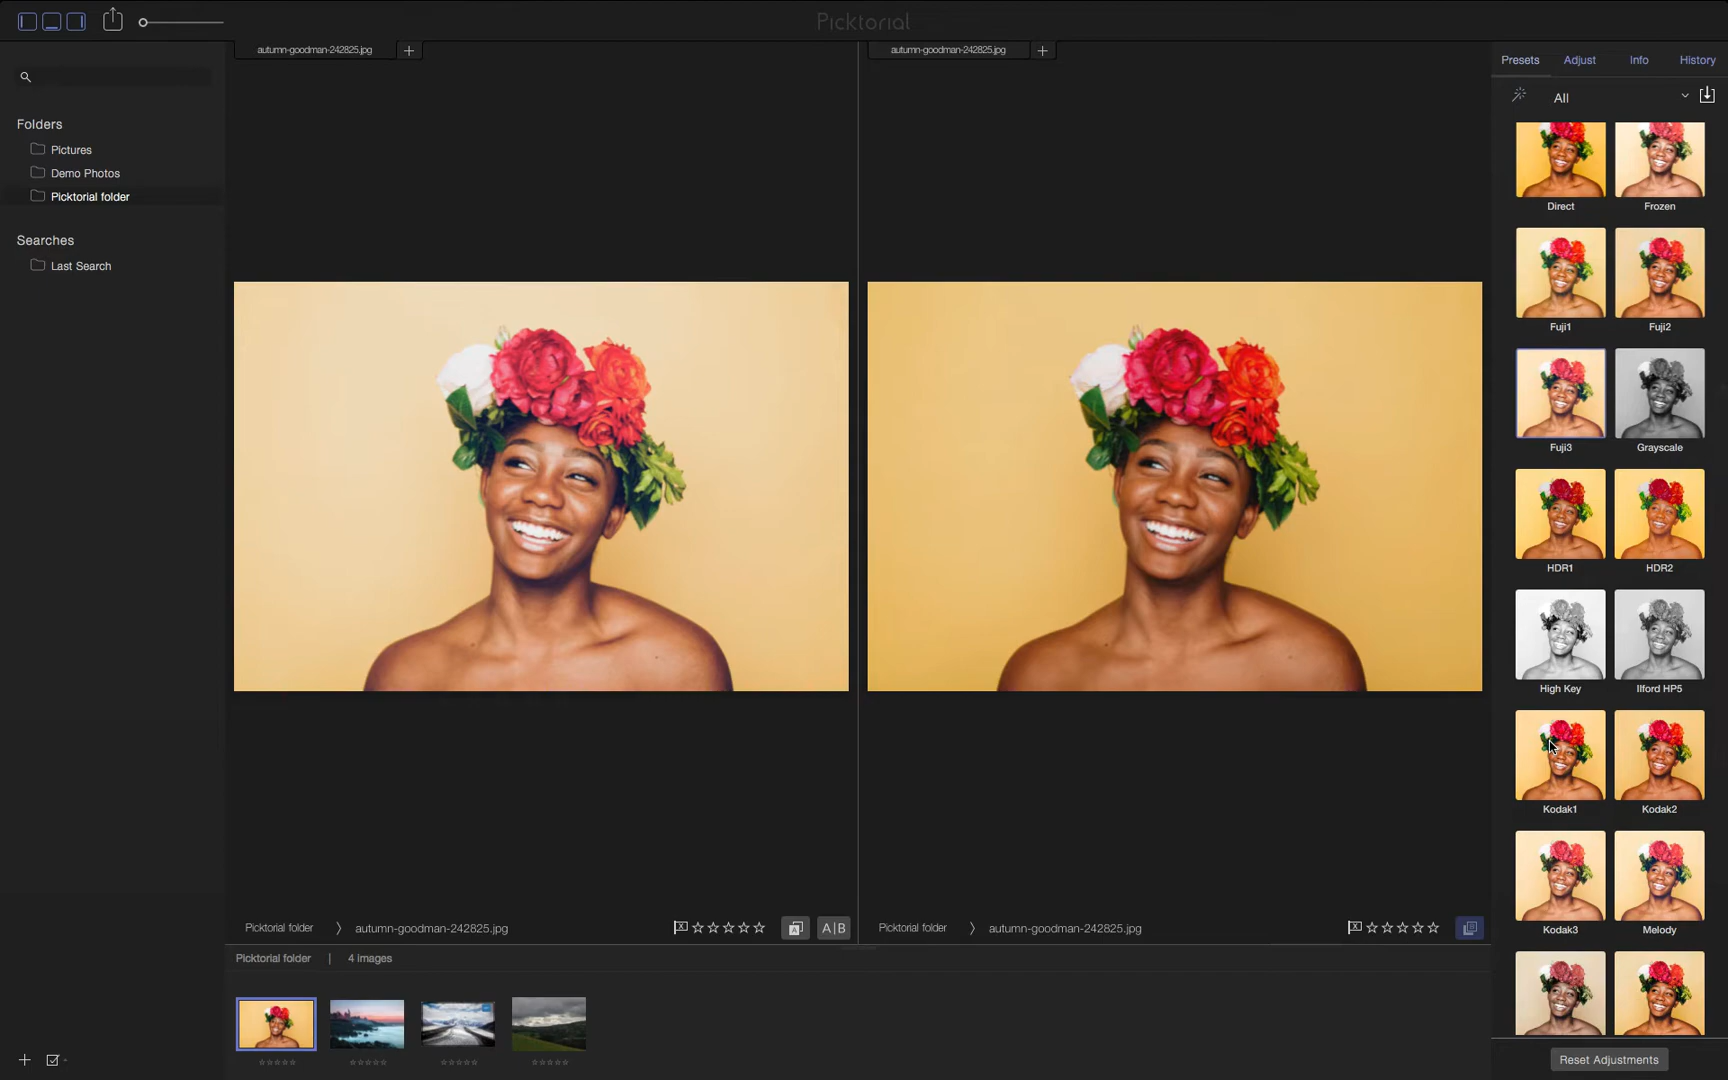 Picktorial
autumn-goodman-242825.jpg
autumn-goodman-242825.jpg
Presets
Adjust
Info
History
All
Folders
Pictures
Demo Photos
Picktorial folder
Searches
Last Search
Direct
Frozen
Fuji1
Fuji2
Fuji3
Grayscale
HDR1
HDR2
High Key
Ilford HP5
Kodak1
Kodak2
Kodak3
Melody
Picktorial folder 〉 autumn-goodman-242825.jpg
A
A|B
Picktorial folder 〉 autumn-goodman-242825.jpg
Picktorial folder | 4 images
Reset Adjustments